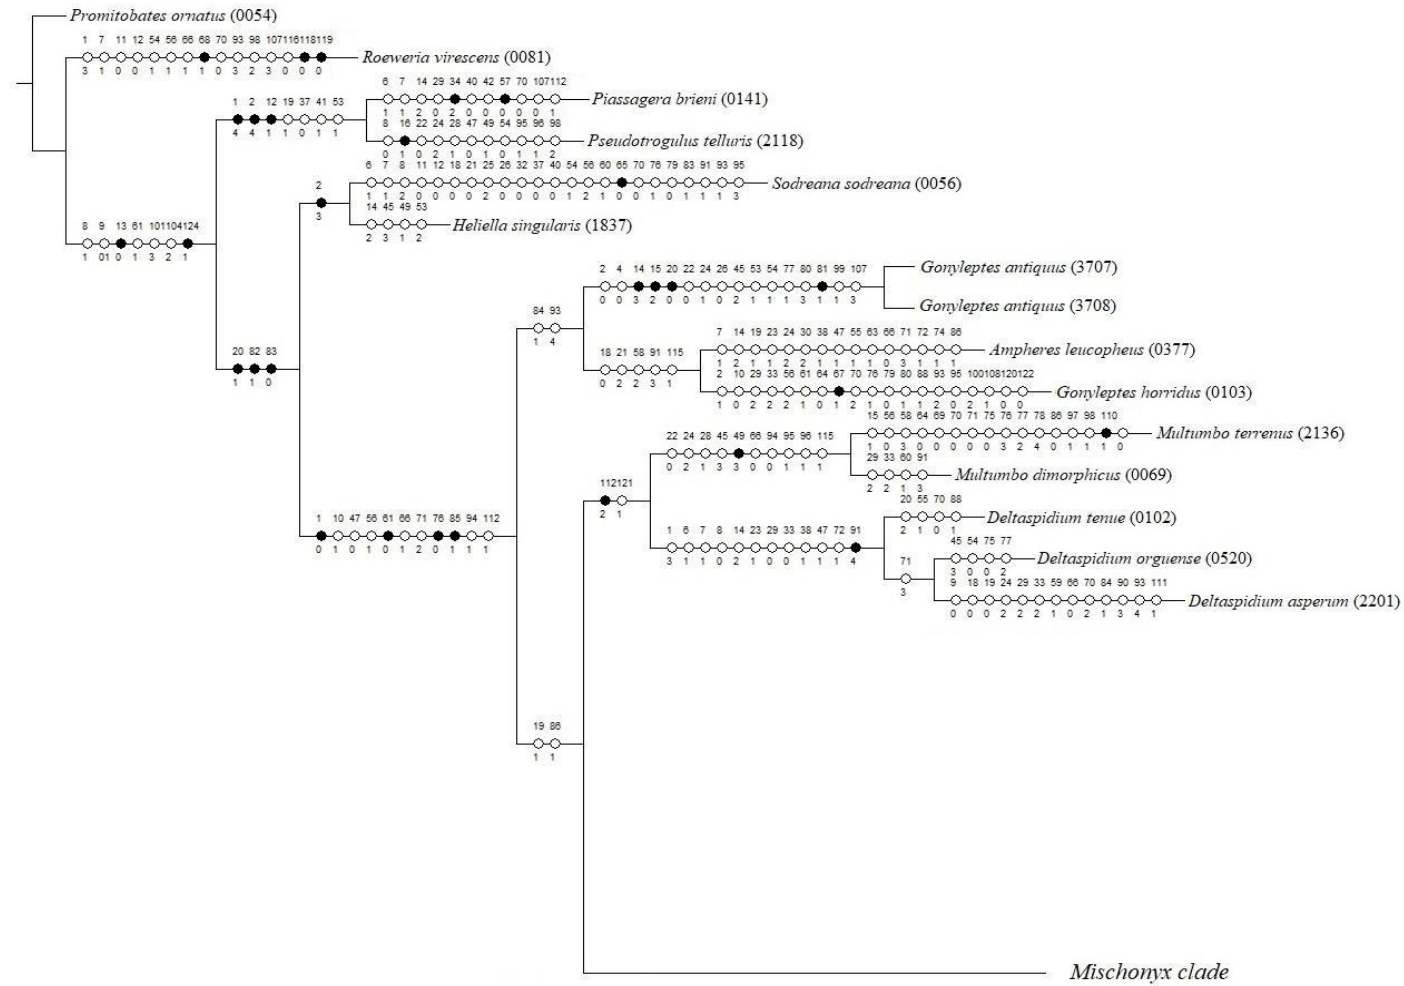 Promitobates ornatus (0054)
1 7 11 12 54 56 66 68 70 93 98 107116118119
Roeweria virescens (0081)
3 1 0 0 1 1 1 1 0 3 2 3 0 0 0
6 7 14 29 34 40 42 57 70 107112
Piassagera brieni (0141)
1 1 2 0 2 0 0 0 0 0 1
1 2 12 19 37 41 53
4 4 1 1 0 1 1
8 16 22 24 28 47 49 54 95 96 98
Pseudotrogulus telluris (2118)
0 1 0 2 1 0 1 0 1 1 2
6 7 8 11 12 18 21 25 26 32 37 40 54 56 60 65 70 76 79 83 91 93 95
Sodreana sodreana (0056)
1 1 2 0 0 0 0 2 0 0 0 0 1 2 1 0 0 1 0 1 1 1 3
2
3
14 45 49 53
Heliella singularis (1837)
2 3 1 2
8 9 13 61 101104124
1 01 0 1 3 2 1
2 4 14 15 20 22 24 26 45 53 54 77 80 81 99 107
Gonyleptes antiquus (3707)
0 0 3 2 0 0 1 0 2 1 1 1 3 1 1 3
Gonyleptes antiquus (3708)
84 93
1 4
7 14 19 23 24 30 38 47 55 63 66 71 72 74 86
Ampheres leucopheus (0377)
1 2 1 1 2 2 1 1 1 1 0 3 1 1 1
20 82 83
1 1 0
18 21 58 91 115
0 2 2 3 1
2 10 29 33 56 61 64 67 70 76 79 80 88 93 95 100108120122
Gonyleptes horridus (0103)
1 0 2 2 2 1 0 1 2 1 0 1 1 2 0 2 1 0 0
15 56 58 64 69 70 71 75 76 77 78 86 97 98 110
Multumbo terrenus (2136)
1 0 3 0 0 0 0 0 3 2 4 0 1 1 1 0
22 24 28 45 49 66 94 95 96 115
0 2 1 3 3 0 0 1 1 1
29 33 60 91
Multumbo dimorphicus (0069)
2 2 1 3
112121
2 1
20 55 70 88
Deltaspidium tenue (0102)
2 1 0 1
1 10 47 56 61 66 71 76 85 94 112
0 1 0 1 0 1 2 0 1 1 1
1 6 7 8 14 23 29 33 38 47 72 91
3 1 1 0 2 1 0 0 1 1 1 4
45 54 75 77
Deltaspidium orguense (0520)
3 0 0 2
71
3
9 18 19 24 29 33 59 66 70 84 90 93 111
Deltaspidium asperum (2201)
0 0 0 2 2 2 1 0 2 1 3 4 1
19 86
1 1
Mischonyx clade